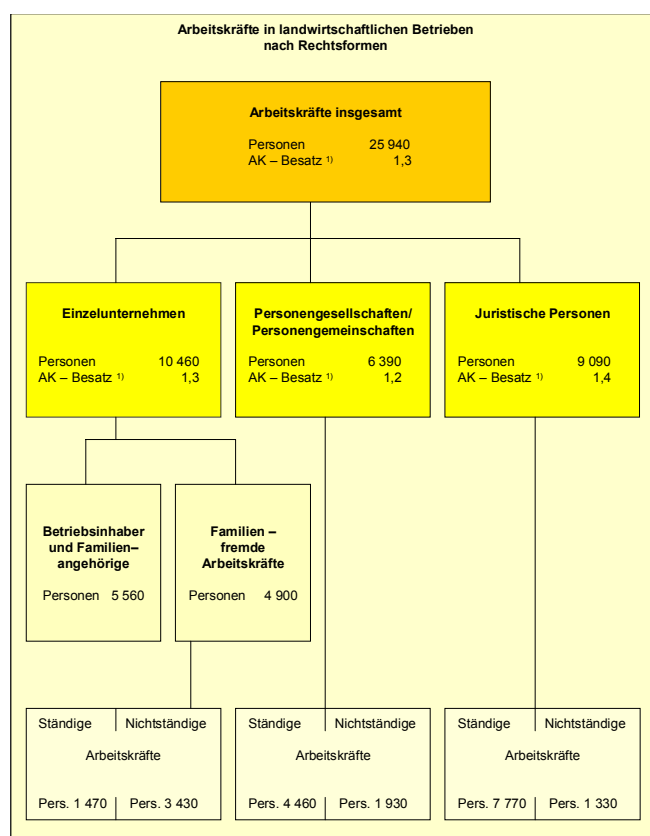 Arbeitskräfte in landwirtschaftlichen Betrieben
nach Rechtsformen
Arbeitskräfte insgesamt
Personen 25 940
AK – Besatz 1) 1,3
Einzelunternehmen
Personen 10 460
AK – Besatz 1) 1,3
Personengesellschaften/
Personengemeinschaften
Personen 6 390
AK – Besatz 1) 1,2
Juristische Personen
Personen 9 090
AK – Besatz 1) 1,4
Betriebsinhaber
und Familien–
angehörige
Personen 5 560
Familien –
fremde
Arbeitskräfte
Personen 4 900
Ständige Nichtständige
Arbeitskräfte
Pers. 1 470 Pers. 3 430
Ständige Nichtständige
Arbeitskräfte
Pers. 4 460 Pers. 1 930
Ständige Nichtständige
Arbeitskräfte
Pers. 7 770 Pers. 1 330